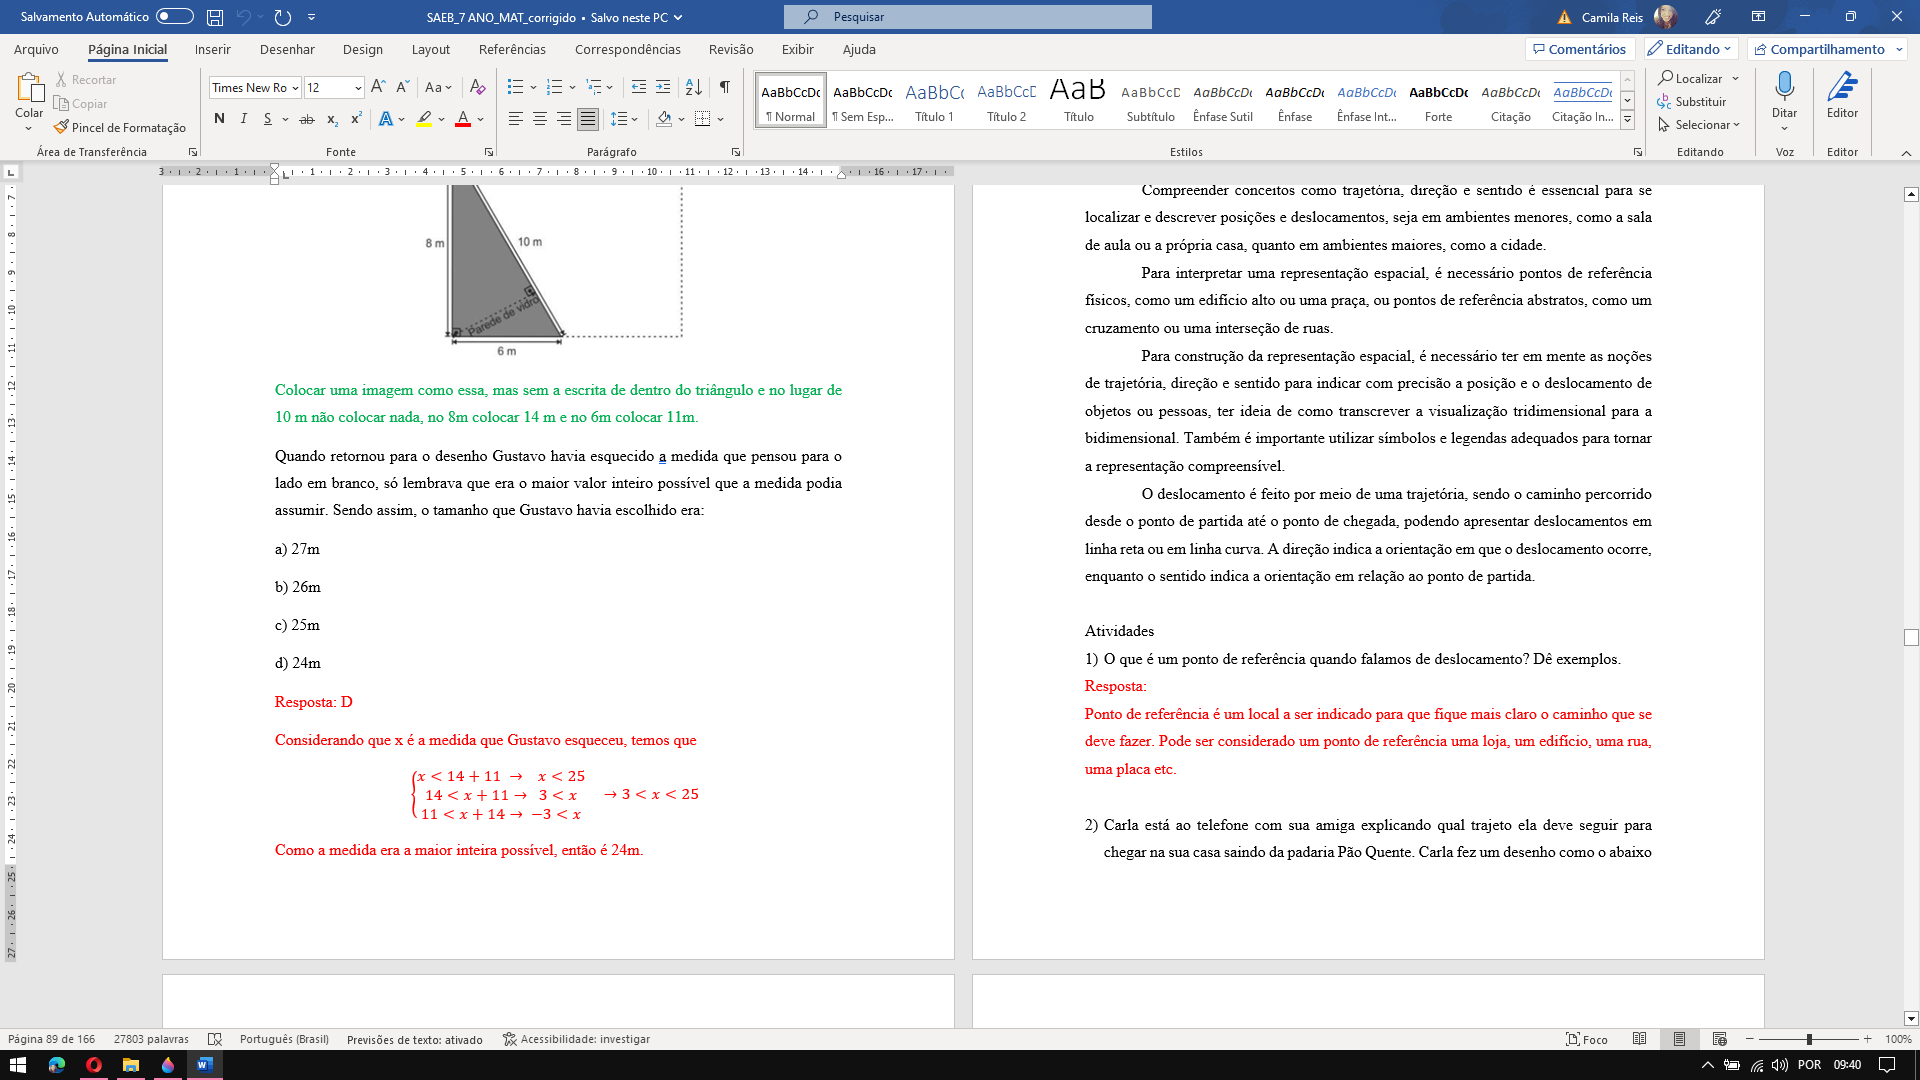 Salvamento Automático
SAEB_7 ANO_MAT_corrigido • Salvo neste PC
Pesquisar
Camila Reis
Arquivo
Página Inicial
Inserir
Desenhar
Design
Layout
Referências
Correspondências
Revisão
Exibir
Ajuda
Comentários
Editando
Compartilhamento
Colar
Recortar
Copiar
Pincel de Formatação
Área de Transferência
Times New Ro
12
Fonte
Parágrafo
AaBbCcDc
¶ Normal
AaBbCcDc
¶ Sem Esp...
AaBbCc
Título 1
AaBbCcD
Título 2
AaB
Título
AaBbCcD
Subtítulo
AaBbCcDc
Ênfase Sutil
AaBbCcDc
Ênfase
AaBbCcDc
Ênfase Int...
AaBbCcDc
Forte
AaBbCcDc
Citação
AaBbCcDc
Citação In...
Estilos
Localizar
Substituir
Selecionar
Editando
Ditar
Voz
Editor
Editor
3 2 1 1 2 3 4 5 6 7 8 9 10 11 12 13 14 16 17
8 m
10 m
Parede de vidro
6 m
Colocar uma imagem como essa, mas sem a escrita de dentro do triângulo e no lugar de
10 m não colocar nada, no 8m colocar 14 m e no 6m colocar 11m.
Quando retornou para o desenho Gustavo havia esquecido a medida que pensou para o
lado em branco, só lembrava que era o maior valor inteiro possível que a medida podia
assumir. Sendo assim, o tamanho que Gustavo havia escolhido era:
a) 27m
b) 26m
c) 25m
d) 24m
Resposta: D
Considerando que x é a medida que Gustavo esqueceu, temos que
x < 14 + 11 → x < 25
14 < x + 11 → 3 < x → 3 < x < 25
11 < x + 14 → −3 < x
Como a medida era a maior inteira possível, então é 24m.
Compreender conceitos como trajetória, direção e sentido é essencial para se
localizar e descrever posições e deslocamentos, seja em ambientes menores, como a sala
de aula ou a própria casa, quanto em ambientes maiores, como a cidade.
Para interpretar uma representação espacial, é necessário pontos de referência
físicos, como um edifício alto ou uma praça, ou pontos de referência abstratos, como um
cruzamento ou uma interseção de ruas.
Para construção da representação espacial, é necessário ter em mente as noções
de trajetória, direção e sentido para indicar com precisão a posição e o deslocamento de
objetos ou pessoas, ter ideia de como transcrever a visualização tridimensional para a
bidimensional. Também é importante utilizar símbolos e legendas adequados para tornar
a representação compreensível.
O deslocamento é feito por meio de uma trajetória, sendo o caminho percorrido
desde o ponto de partida até o ponto de chegada, podendo apresentar deslocamentos em
linha reta ou em linha curva. A direção indica a orientação em que o deslocamento ocorre,
enquanto o sentido indica a orientação em relação ao ponto de partida.
Atividades
1) O que é um ponto de referência quando falamos de deslocamento? Dê exemplos.
Resposta:
Ponto de referência é um local a ser indicado para que fique mais claro o caminho que se
deve fazer. Pode ser considerado um ponto de referência uma loja, um edifício, uma rua,
uma placa etc.
2) Carla está ao telefone com sua amiga explicando qual trajeto ela deve seguir para
chegar na sua casa saindo da padaria Pão Quente. Carla fez um desenho como o abaixo
Página 89 de 166
27803 palavras
Português (Brasil)
Previsões de texto: ativado
Acessibilidade: investigar
Foco
100%
POR
09:40